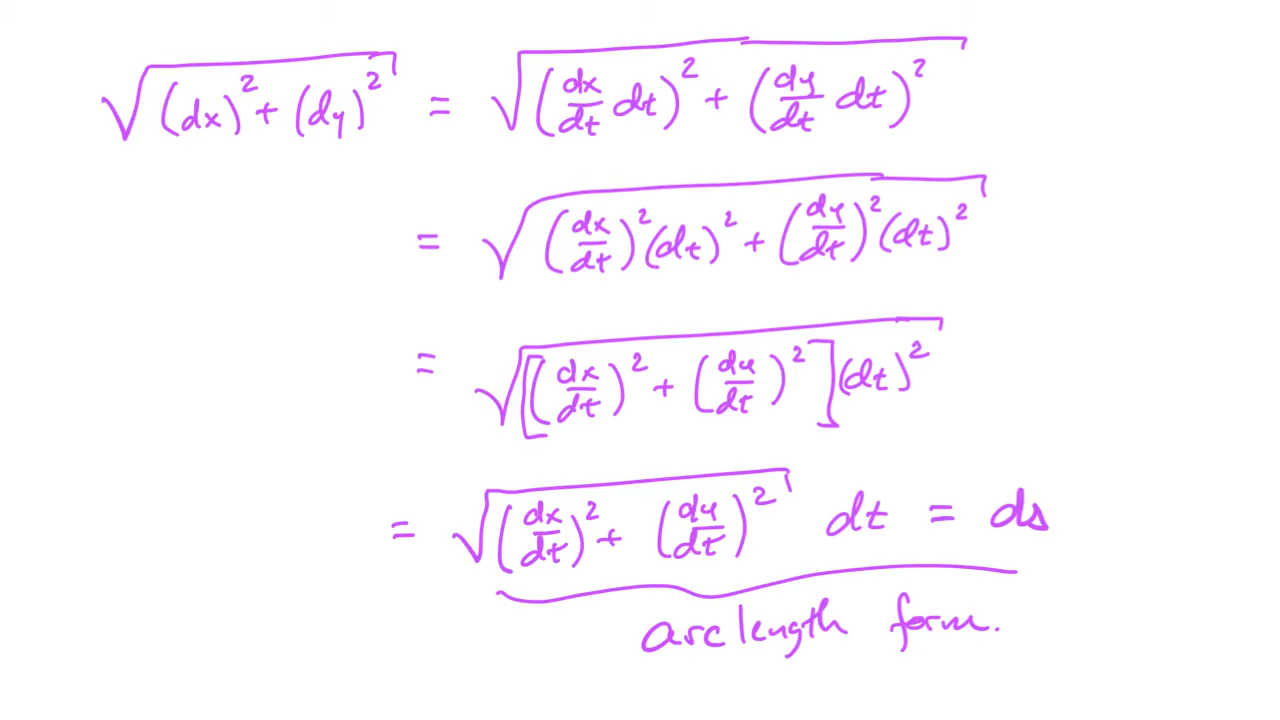 √((dx)² + (dy)²) = √((dx/dt dt)² + (dy/dt dt)²)
= √((dx/dt)² (dt)² + (dy/dt)² (dt)²)
= √([(dx/dt)² + (dy/dt)²] (dt)²)
= √((dx/dt)² + (dy/dt)²) dt = ds
arc length form.